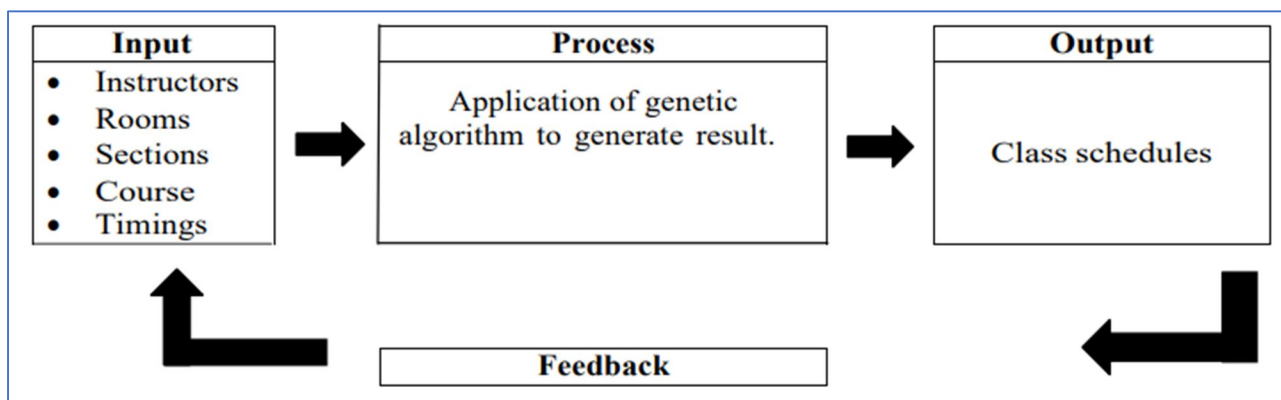 Input
• Instructors
• Rooms
• Sections
• Course
• Timings
Process
Application of genetic
algorithm to generate result.
Output
Class schedules
Feedback